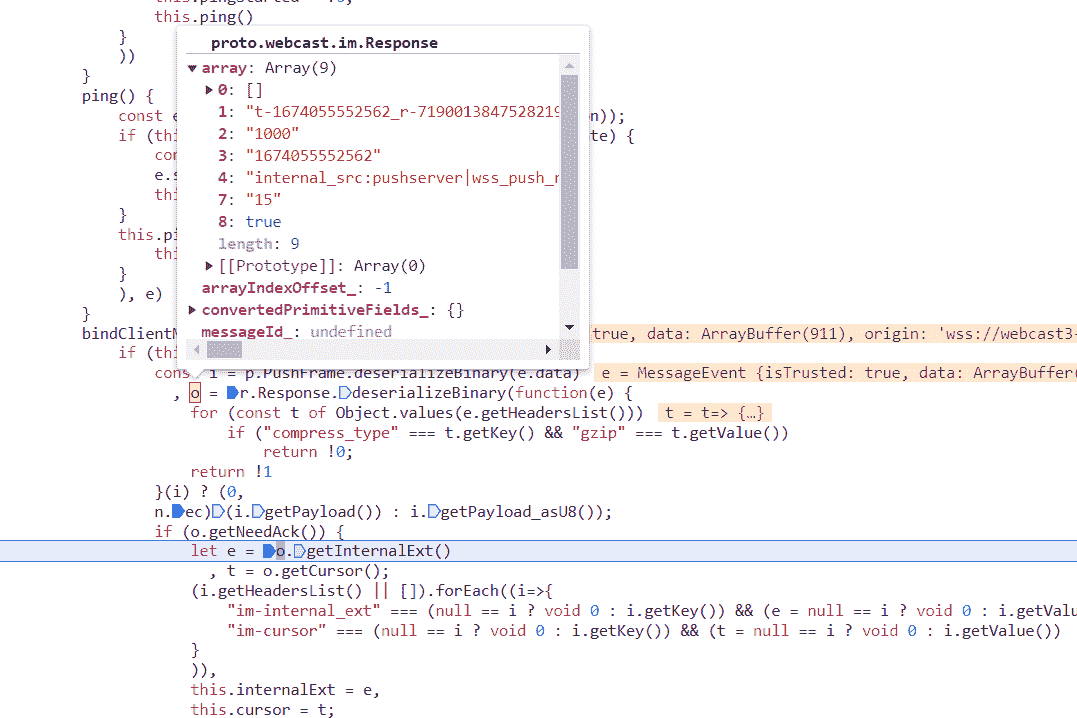 this.ping()
}
))
}
ping() {
const
if (thi
te) {
e.s
thi
}
this.pi
thi
}
), e)
}
proto.webcast.im.Response
array: Array(9)
0: []
1: "t-1674055552562_r-7190013847528219
2: "1000"
3: "1674055552562"
4: "internal_src:pushserver|wss_push_
7: "15"
8: true
length: 9
[[Prototype]]: Array(0)
arrayIndexOffset_: -1
convertedPrimitiveFields_: {}
messageId_: undefined
bindClientM
true, data: ArrayBuffer(911), origin: 'wss://webcast3-
if (thi
const i = p.PushFrame.deserializeBinary(e.data) e = MessageEvent {isTrusted: true, data: ArrayBuffer(
, o = r.Response.deserializeBinary(function(e) {
for (const t of Object.values(e.getHeadersList())) t = t=> {…}
if ("compress_type" === t.getKey() && "gzip" === t.getValue())
return !0;
return !1
}(i) ? (0,
n.ec)(i.getPayload()) : i.getPayload_asU8());
if (o.getNeedAck()) {
let e = o.getInternalExt()
, t = o.getCursor();
(i.getHeadersList() || []).forEach((i=>{
"im-internal_ext" === (null == i ? void 0 : i.getKey()) && (e = null == i ? void 0 : i.getValu
"im-cursor" === (null == i ? void 0 : i.getKey()) && (t = null == i ? void 0 : i.getValue())
}
)),
this.internalExt = e,
this.cursor = t;